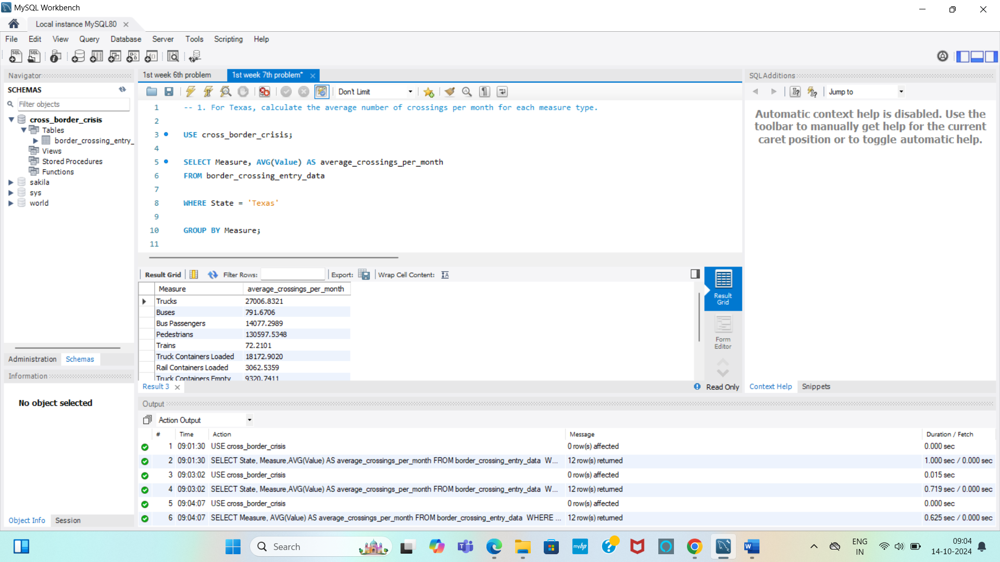 MySQL Workbench
Local instance MySQL80
File Edit View Query Database Server Tools Scripting Help
Navigator
SCHEMAS
Filter objects
cross_border_crisis
Tables
border_crossing_entry_
Views
Stored Procedures
Functions
sakila
sys
world
Administration Schemas
Information
No object selected
Object Info Session
1st week 6th problem 1st week 7th problem*
Don't Limit
1 -- 1. For Texas, calculate the average number of crossings per month for each measure type.
2
3 USE cross_border_crisis;
4
5 SELECT Measure, AVG(Value) AS average_crossings_per_month
6 FROM border_crossing_entry_data
7
8 WHERE State = 'Texas'
9
10 GROUP BY Measure;
11
Result Grid Filter Rows: Export: Wrap Cell Content:
Measure average_crossings_per_month
Trucks 27006.8321
Buses 791.6706
Bus Passengers 14077.2989
Pedestrians 130597.5348
Trains 72.2101
Truck Containers Loaded 18172.9020
Rail Containers Loaded 3062.5359
Truck Containers Empty 9320.7411
Result Grid
Form Editor
Result 3
Read Only
SQLAdditions
Jump to
Automatic context help is disabled. Use the
toolbar to manually get help for the current
caret position or to toggle automatic help.
Context Help Snippets
Output
Action Output
# Time Action Message Duration / Fetch
1 09:01:30 USE cross_border_crisis 0 row(s) affected 0.000 sec
2 09:01:30 SELECT State, Measure,AVG(Value) AS average_crossings_per_month FROM border_crossing_entry_data W... 12 row(s) returned 1.000 sec / 0.000 sec
3 09:03:02 USE cross_border_crisis 0 row(s) affected 0.015 sec
4 09:03:02 SELECT State, Measure,AVG(Value) AS average_crossings_per_month FROM border_crossing_entry_data W... 12 row(s) returned 0.719 sec / 0.000 sec
5 09:04:07 USE cross_border_crisis 0 row(s) affected 0.000 sec
6 09:04:07 SELECT Measure, AVG(Value) AS average_crossings_per_month FROM border_crossing_entry_data WHERE ... 12 row(s) returned 0.625 sec / 0.000 sec
Search
myhp
ENG
IN
09:04
14-10-2024